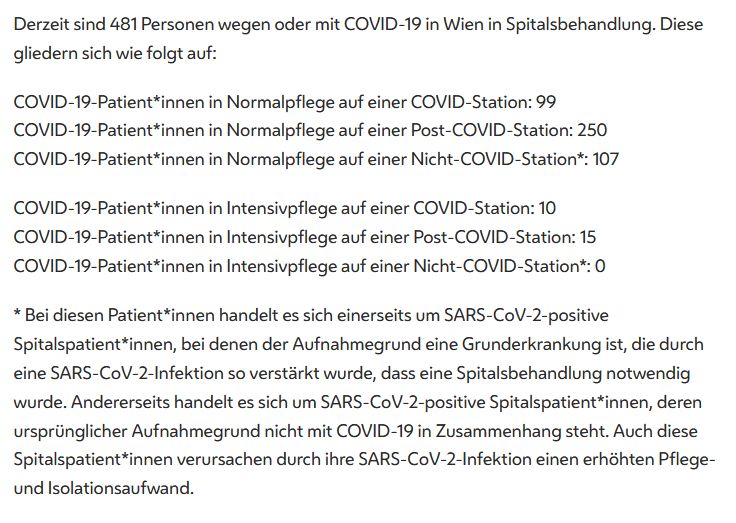 Derzeit sind 481 Personen wegen oder mit COVID-19 in Wien in Spitalsbehandlung. Diese
gliedern sich wie folgt auf:
COVID-19-Patient*innen in Normalpflege auf einer COVID-Station: 99
COVID-19-Patient*innen in Normalpflege auf einer Post-COVID-Station: 250
COVID-19-Patient*innen in Normalpflege auf einer Nicht-COVID-Station*: 107
COVID-19-Patient*innen in Intensivpflege auf einer COVID-Station: 10
COVID-19-Patient*innen in Intensivpflege auf einer Post-COVID-Station: 15
COVID-19-Patient*innen in Intensivpflege auf einer Nicht-COVID-Station*: 0
* Bei diesen Patient*innen handelt es sich einerseits um SARS-CoV-2-positive
Spitalspatient*innen, bei denen der Aufnahmegrund eine Grunderkrankung ist, die durch
eine SARS-CoV-2-Infektion so verstärkt wurde, dass eine Spitalsbehandlung notwendig
wurde. Andererseits handelt es sich um SARS-CoV-2-positive Spitalspatient*innen, deren
ursprünglicher Aufnahmegrund nicht mit COVID-19 in Zusammenhang steht. Auch diese
Spitalspatient*innen verursachen durch ihre SARS-CoV-2-Infektion einen erhöhten Pflege-
und Isolationsaufwand.